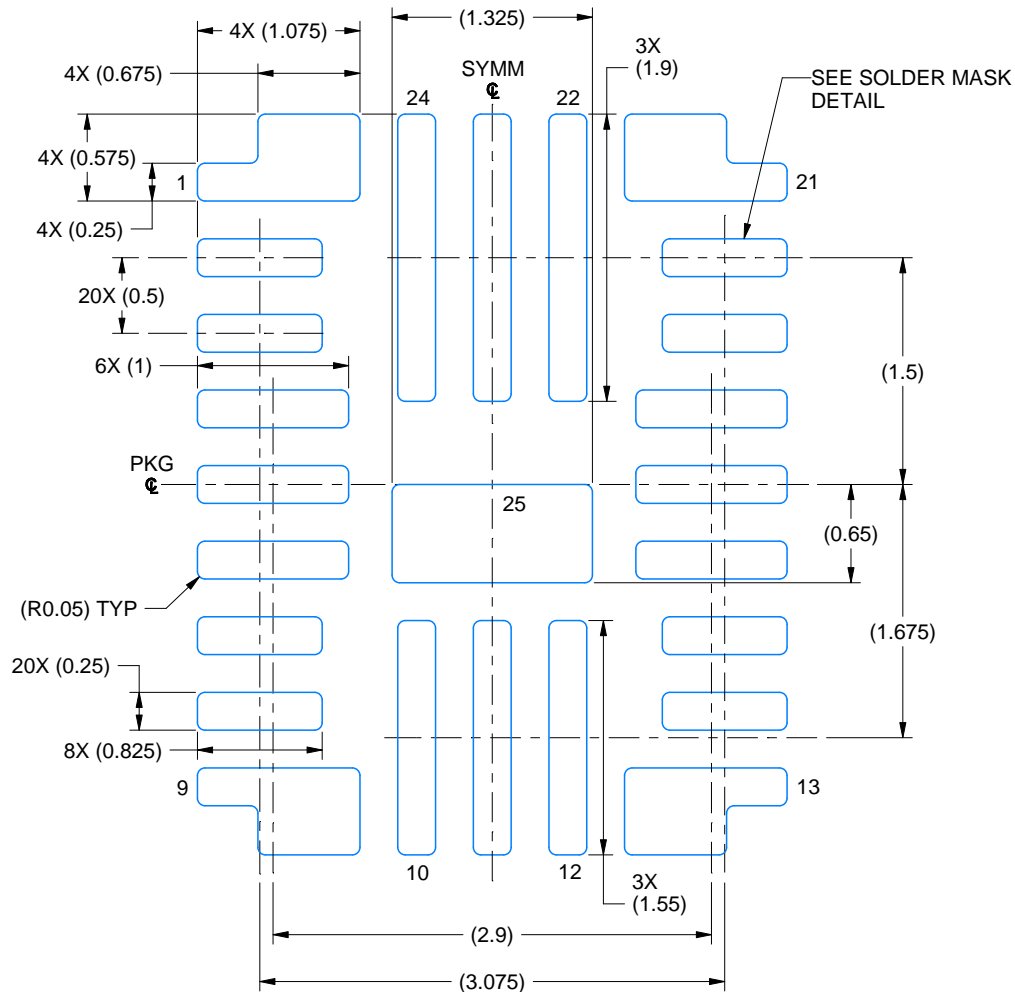 (1.325)
4X (1.075)
3X
(1.9)
4X (0.675)
SYMM
℄
SEE SOLDER MASK
DETAIL
24
22
4X (0.575)
1
21
4X (0.25)
20X (0.5)
6X (1)
(1.5)
PKG
℄
25
(0.65)
(R0.05) TYP
(1.675)
20X (0.25)
8X (0.825)
9
13
10
12
3X
(1.55)
(2.9)
(3.075)